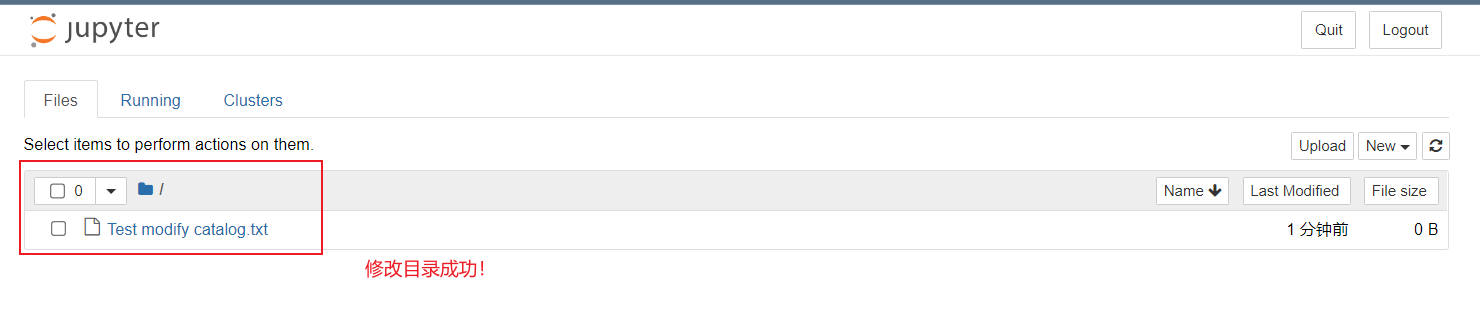 jupyter Quit Logout
Files Running Clusters
Select items to perform actions on them. Upload New
0 / Name Last Modified File size
Test modify catalog.txt 1 分钟前 0 B
修改目录成功!